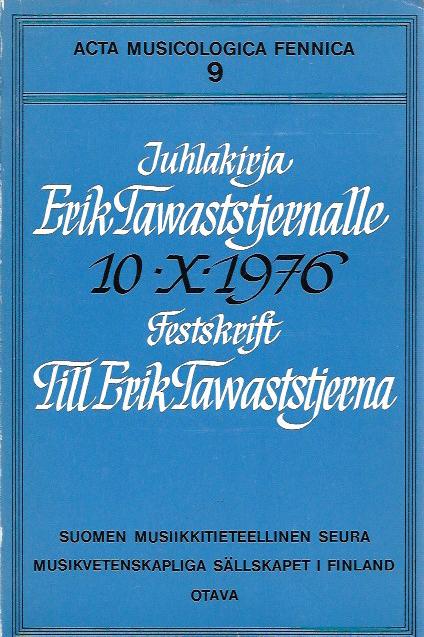 ACTA MUSICOLOGICA FENNICA
9
Juhlakirja
Erik Tawaststjernalle
10·X·1976
Festskrift
Till Erik Tawaststjerna
SUOMEN MUSIIKKITIETEELLINEN SEURA
MUSIKVETENSKAPLIGA SÄLLSKAPET I FINLAND
OTAVA